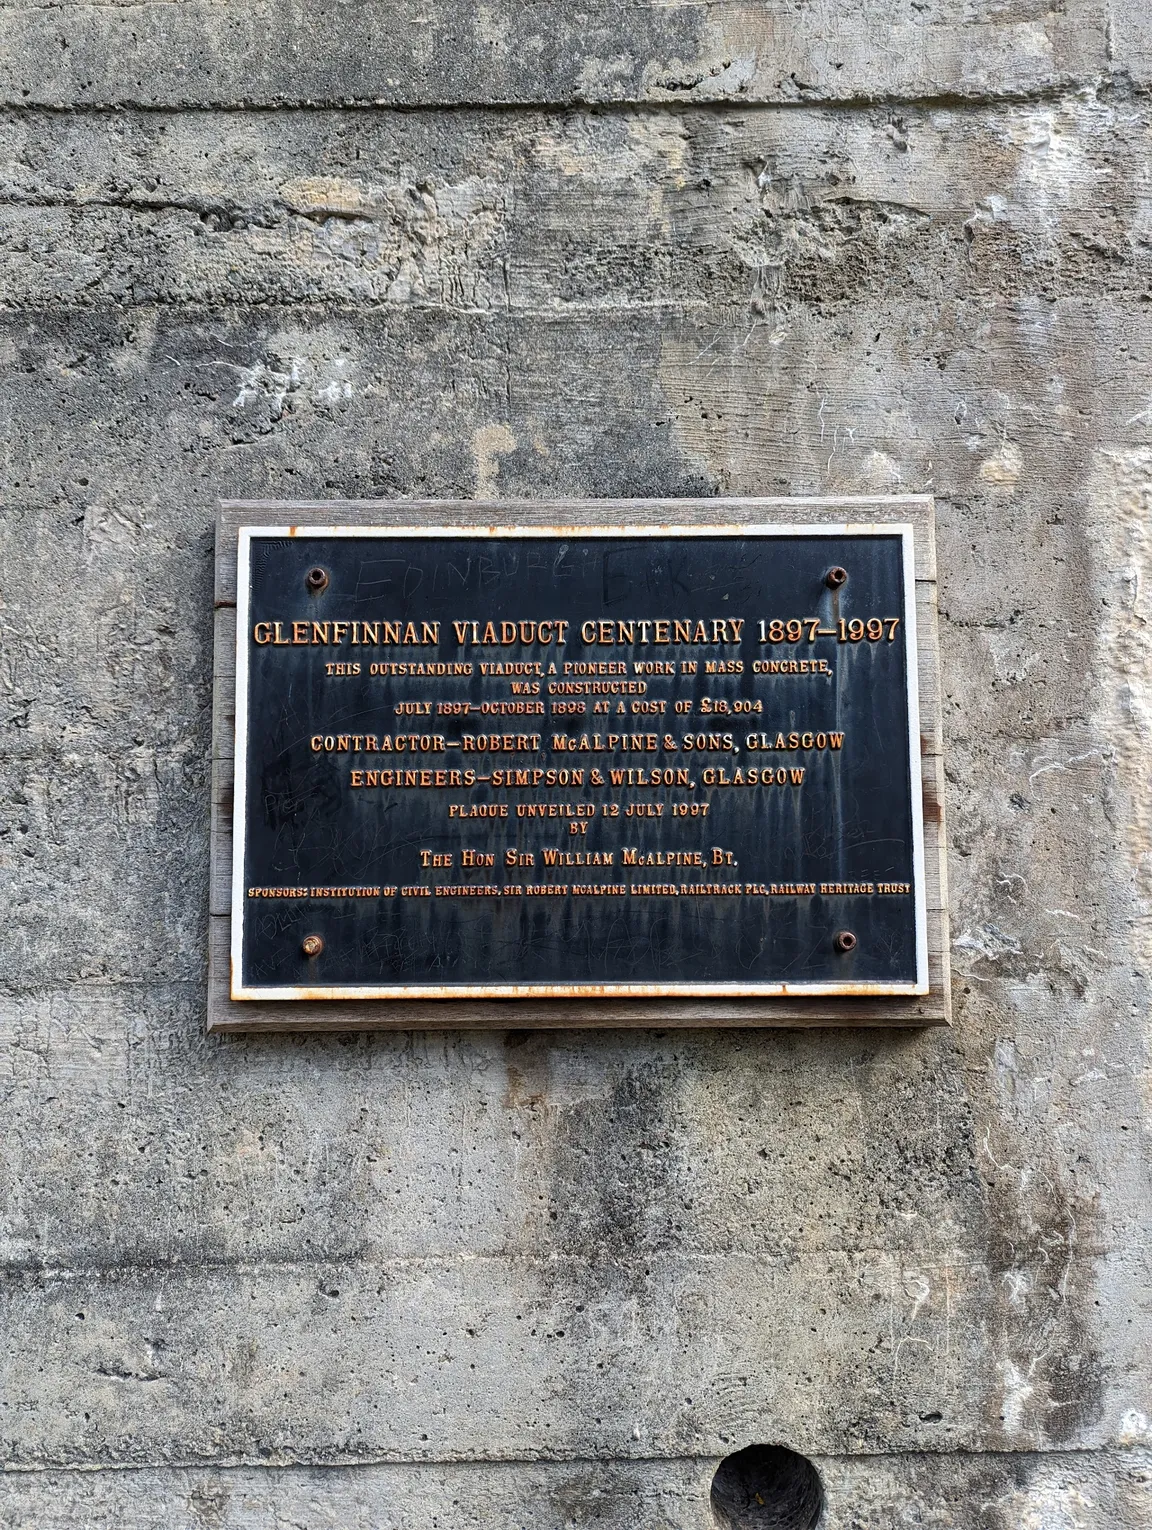 EDINBURGH
GLENFINNAN VIADUCT CENTENARY 1897–1997
THIS OUTSTANDING VIADUCT, A PIONEER WORK IN MASS CONCRETE,
WAS CONSTRUCTED
JULY 1897–OCTOBER 1898 AT A COST OF £18,904
CONTRACTOR–ROBERT McALPINE & SONS, GLASGOW
ENGINEERS–SIMPSON & WILSON, GLASGOW
PLAQUE UNVEILED 12 JULY 1997
BY
THE HON SIR WILLIAM McALPINE, BT.
SPONSORS: INSTITUTION OF CIVIL ENGINEERS, SIR ROBERT McALPINE LIMITED, RAILTRACK PLC, RAILWAY HERITAGE TRUST